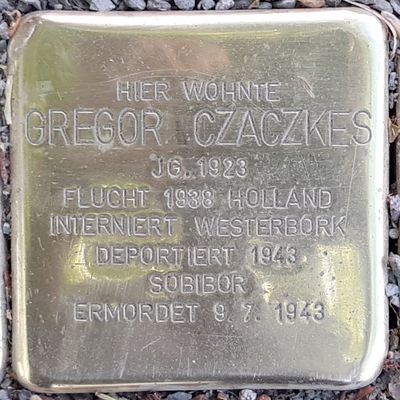 HIER WOHNTE
GREGOR CZACZKES
JG. 1923
FLUCHT 1938 HOLLAND
INTERNIERT WESTERBORK
DEPORTIERT 1943
SOBIBOR
ERMORDET 9. 7. 1943